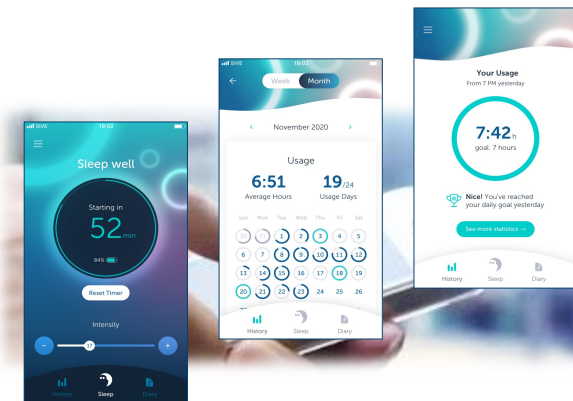 SIVE 19:03
Sleep well
Starting in
52 min
84%
Reset Timer
Intensity
− 17 +
History Sleep Diary
SIVE 19:03
← Week Month
‹ November 2020 ›
Usage
6:51 19/24
Average Hours Usage Days
Sun Mon Tue Wed Thu Fri Sat
30 31 1 2 3 4 5
6 7 8 9 10 11 12
13 14 15 16 17 18 19
20 21 22 23 24 25 26
History Sleep Diary
Your Usage
From 7 PM yesterday
7:42 h
goal: 7 hours
Nice! You've reached
your daily goal yesterday
See more statistics →
History Sleep Diary